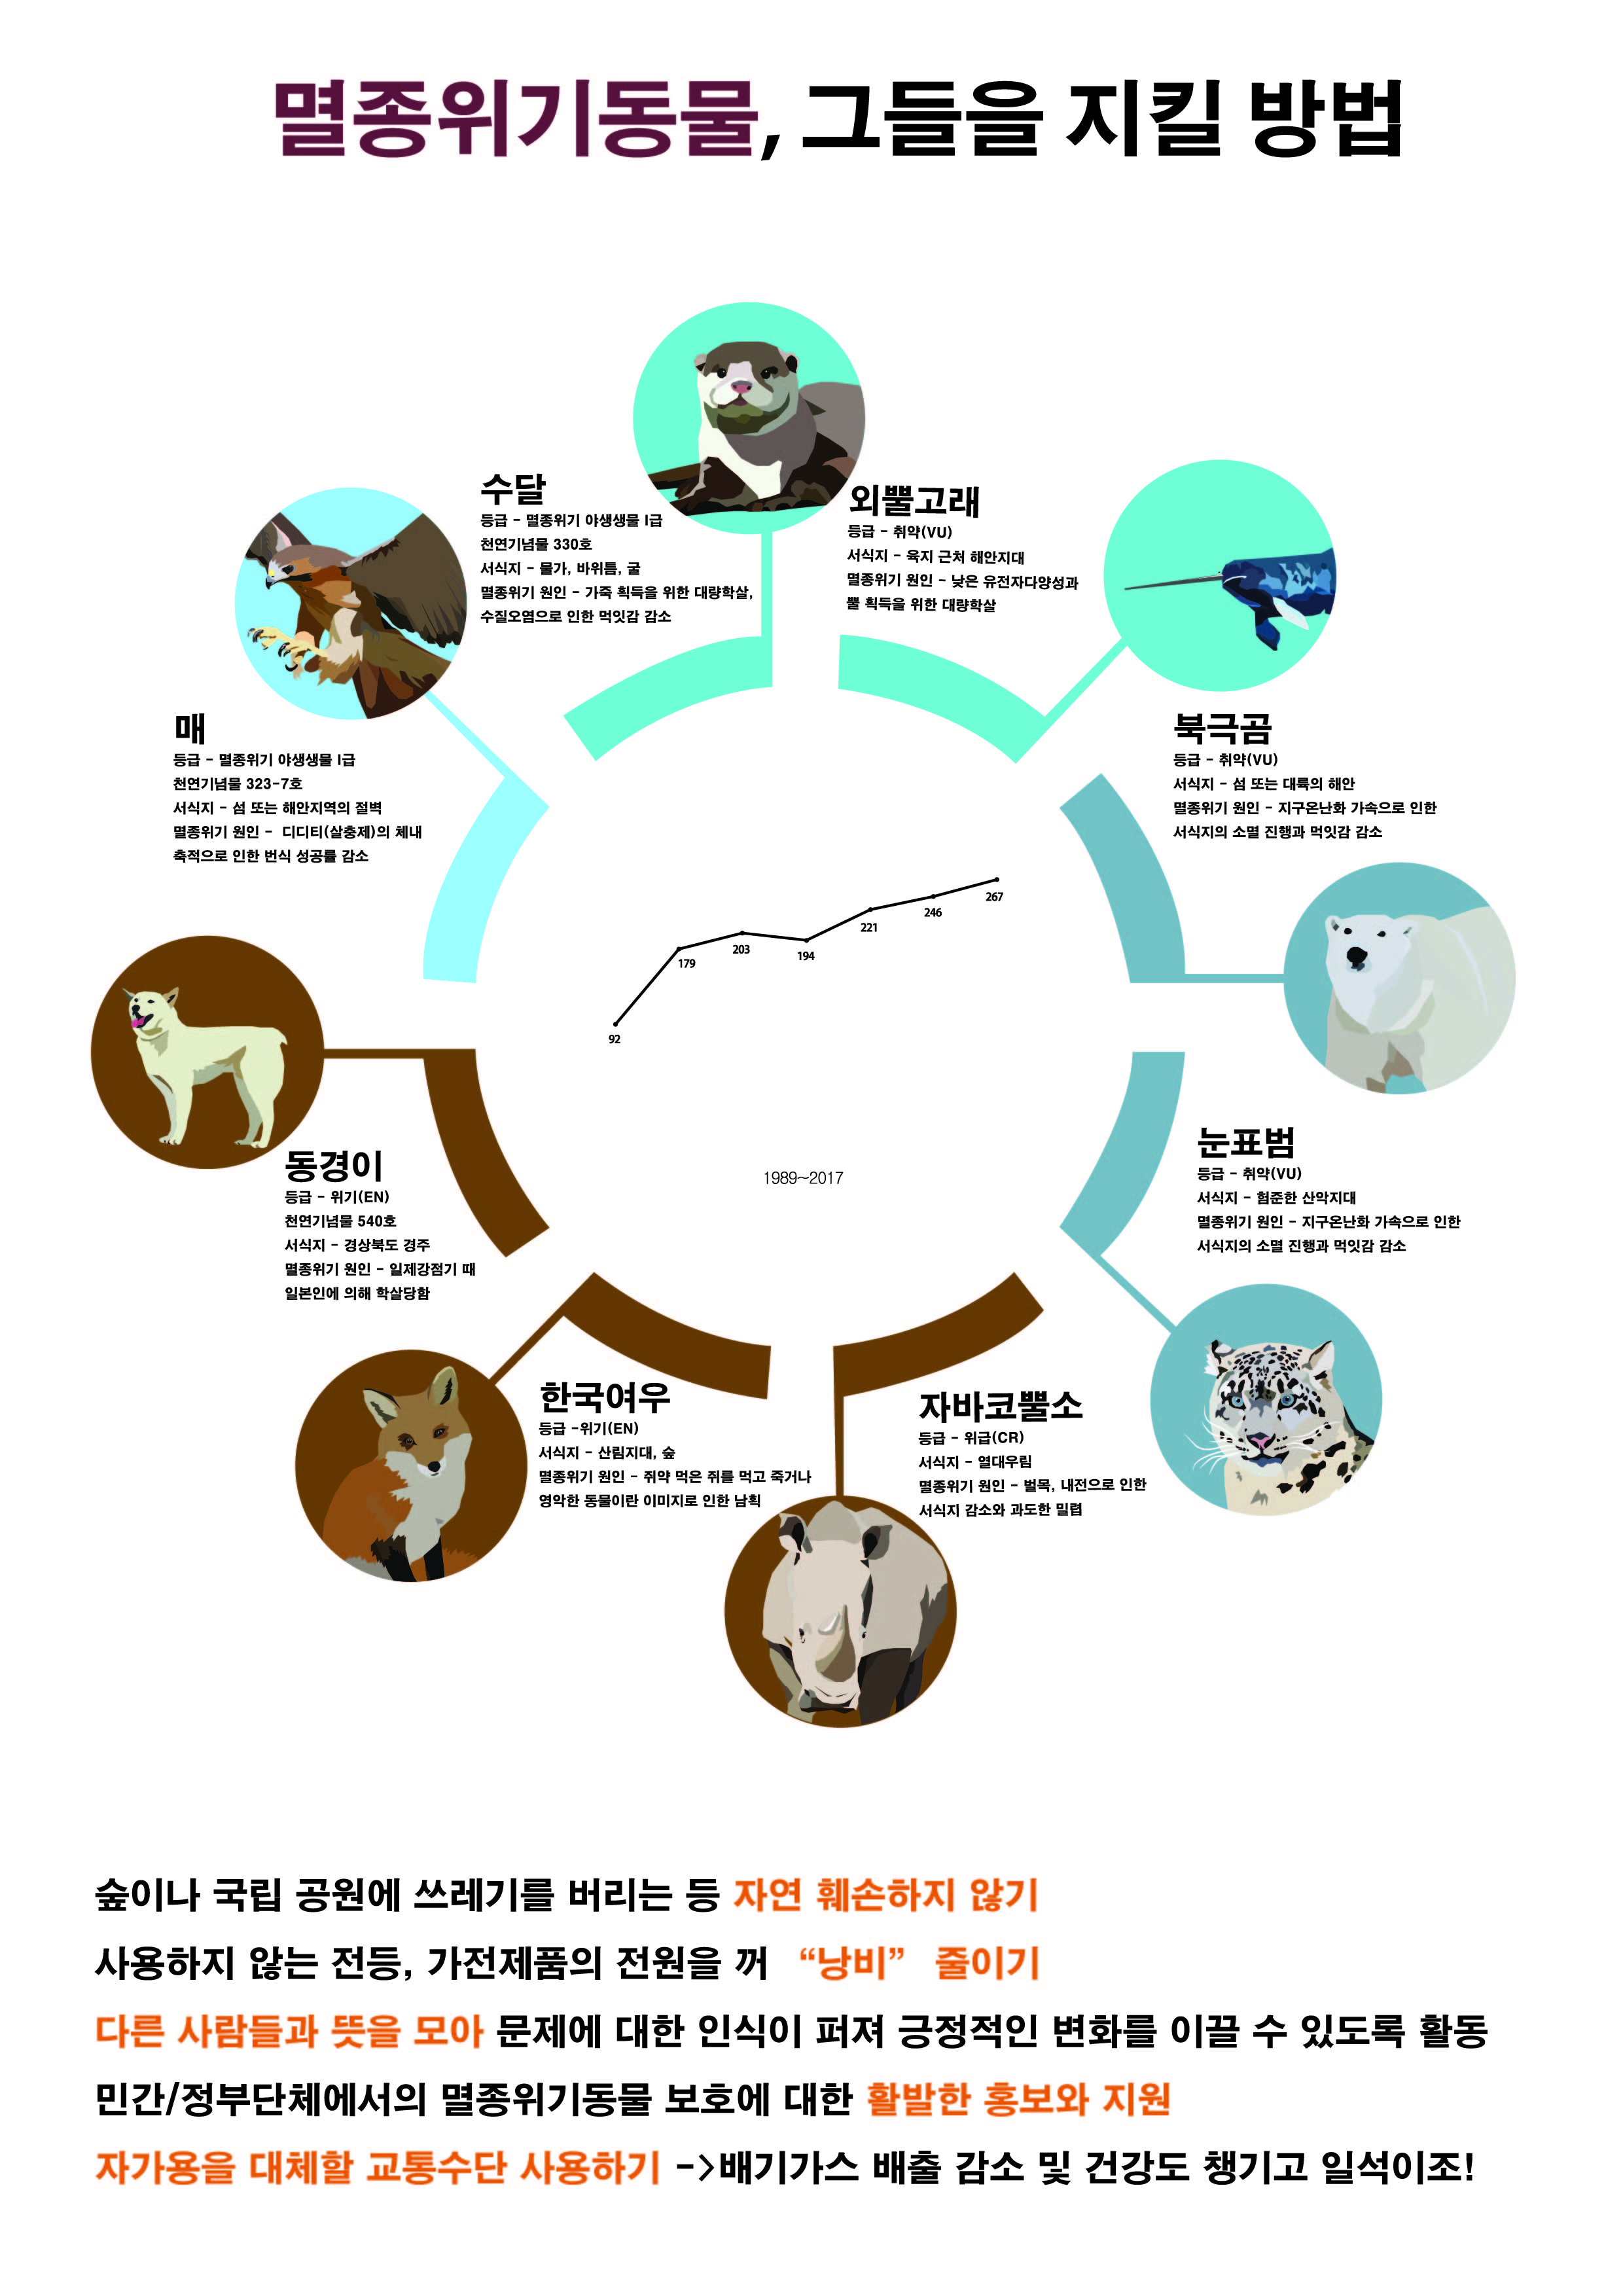 멸종위기동물, 그들을 지킬 방법
수달
등급 - 멸종위기 야생생물 I급
천연기념물 330호
서식지 - 물가, 바위틈, 굴
멸종위기 원인 - 가죽 획득을 위한 대량학살,
수질오염으로 인한 먹잇감 감소
외뿔고래
등급 - 취약(VU)
서식지 - 육지 근처 해안지대
멸종위기 원인 - 낮은 유전자다양성과
뿔 획득을 위한 대량학살
매
등급 - 멸종위기 야생생물 I급
천연기념물 323-7호
서식지 - 섬 또는 해안지역의 절벽
멸종위기 원인 - 디디티(살충제)의 체내
축적으로 인한 번식 성공률 감소
북극곰
등급 - 취약(VU)
서식지 - 섬 또는 대륙의 해안
멸종위기 원인 - 지구온난화 가속으로 인한
서식지의 소멸 진행과 먹잇감 감소
92
179
203
194
221
246
267
1989~2017
동경이
등급 - 위기(EN)
천연기념물 540호
서식지 - 경상북도 경주
멸종위기 원인 - 일제강점기 때
일본인에 의해 학살당함
눈표범
등급 - 취약(VU)
서식지 - 험준한 산악지대
멸종위기 원인 - 지구온난화 가속으로 인한
서식지의 소멸 진행과 먹잇감 감소
한국여우
등급 -위기(EN)
서식지 - 산림지대, 숲
멸종위기 원인 - 쥐약 먹은 쥐를 먹고 죽거나
영악한 동물이란 이미지로 인한 남획
자바코뿔소
등급 - 위급(CR)
서식지 - 열대우림
멸종위기 원인 - 벌목, 내전으로 인한
서식지 감소와 과도한 밀렵
숲이나 국립 공원에 쓰레기를 버리는 등 자연 훼손하지 않기
사용하지 않는 전등, 가전제품의 전원을 꺼 “낭비” 줄이기
다른 사람들과 뜻을 모아 문제에 대한 인식이 퍼져 긍정적인 변화를 이끌 수 있도록 활동
민간/정부단체에서의 멸종위기동물 보호에 대한 활발한 홍보와 지원
자가용을 대체할 교통수단 사용하기 ->배기가스 배출 감소 및 건강도 챙기고 일석이조!